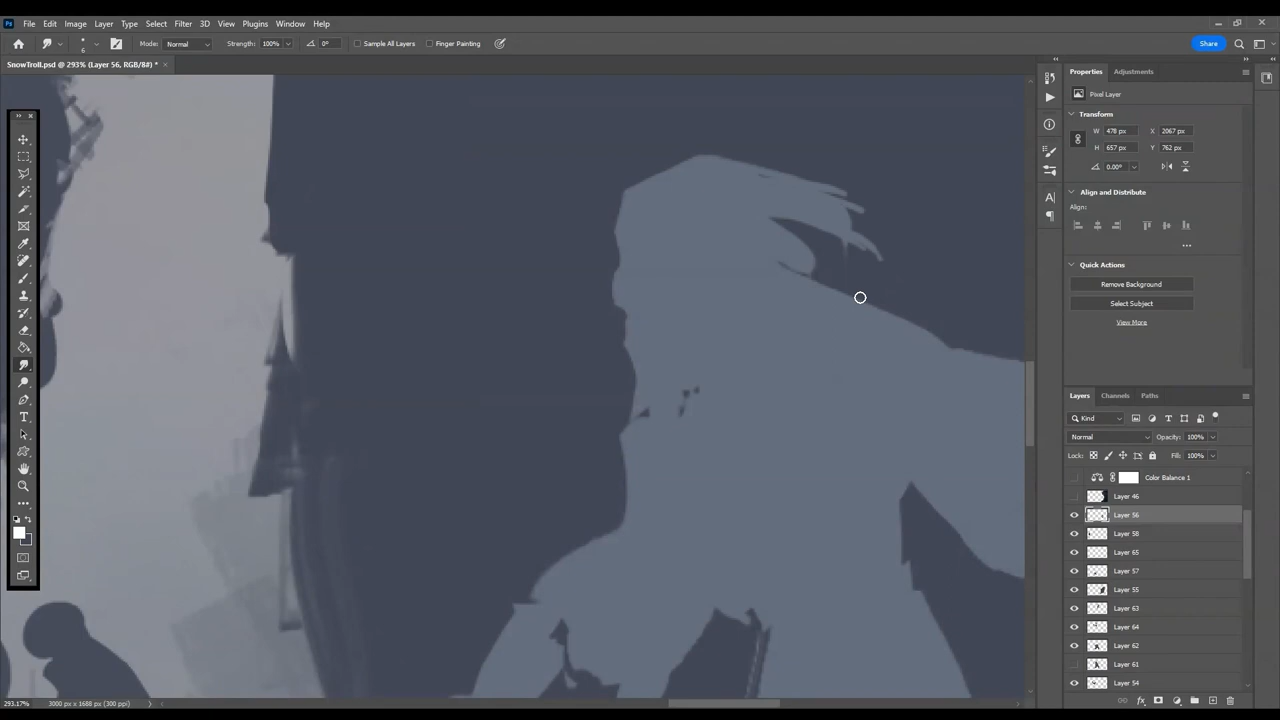 File Edit Image Layer Type Select Filter 3D View Plugins Window Help
6 Mode: Normal Strength: 100% 0° Sample All Layers Finger Painting Share
SnowTroll.psd @ 293% (Layer 56, RGB/8#) *
Properties Adjustments
Pixel Layer
Transform
W 478 px X 2067 px
H 657 px Y 762 px
0.00°
Align and Distribute
Align:
Quick Actions
Remove Background
Select Subject
View More
Layers Channels Paths
Kind
Normal Opacity: 100%
Lock: Fill: 100%
Color Balance 1
Layer 46
Layer 56
Layer 58
Layer 65
Layer 57
Layer 55
Layer 63
Layer 64
Layer 62
Layer 61
Layer 54
293.17% 3000 px x 1688 px (300 ppi)